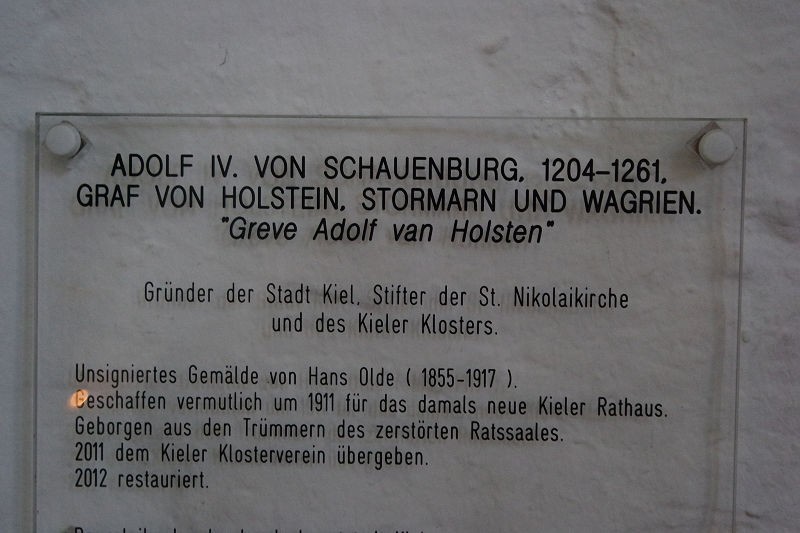 ADOLF IV. VON SCHAUENBURG, 1204–1261,
GRAF VON HOLSTEIN, STORMARN UND WAGRIEN.
"Greve Adolf van Holsten"
Gründer der Stadt Kiel, Stifter der St. Nikolaikirche
und des Kieler Klosters.
Unsigniertes Gemälde von Hans Olde ( 1855-1917 ).
Geschaffen vermutlich um 1911 für das damals neue Kieler Rathaus.
Geborgen aus den Trümmern des zerstörten Ratssaales.
2011 dem Kieler Klosterverein übergeben.
2012 restauriert.